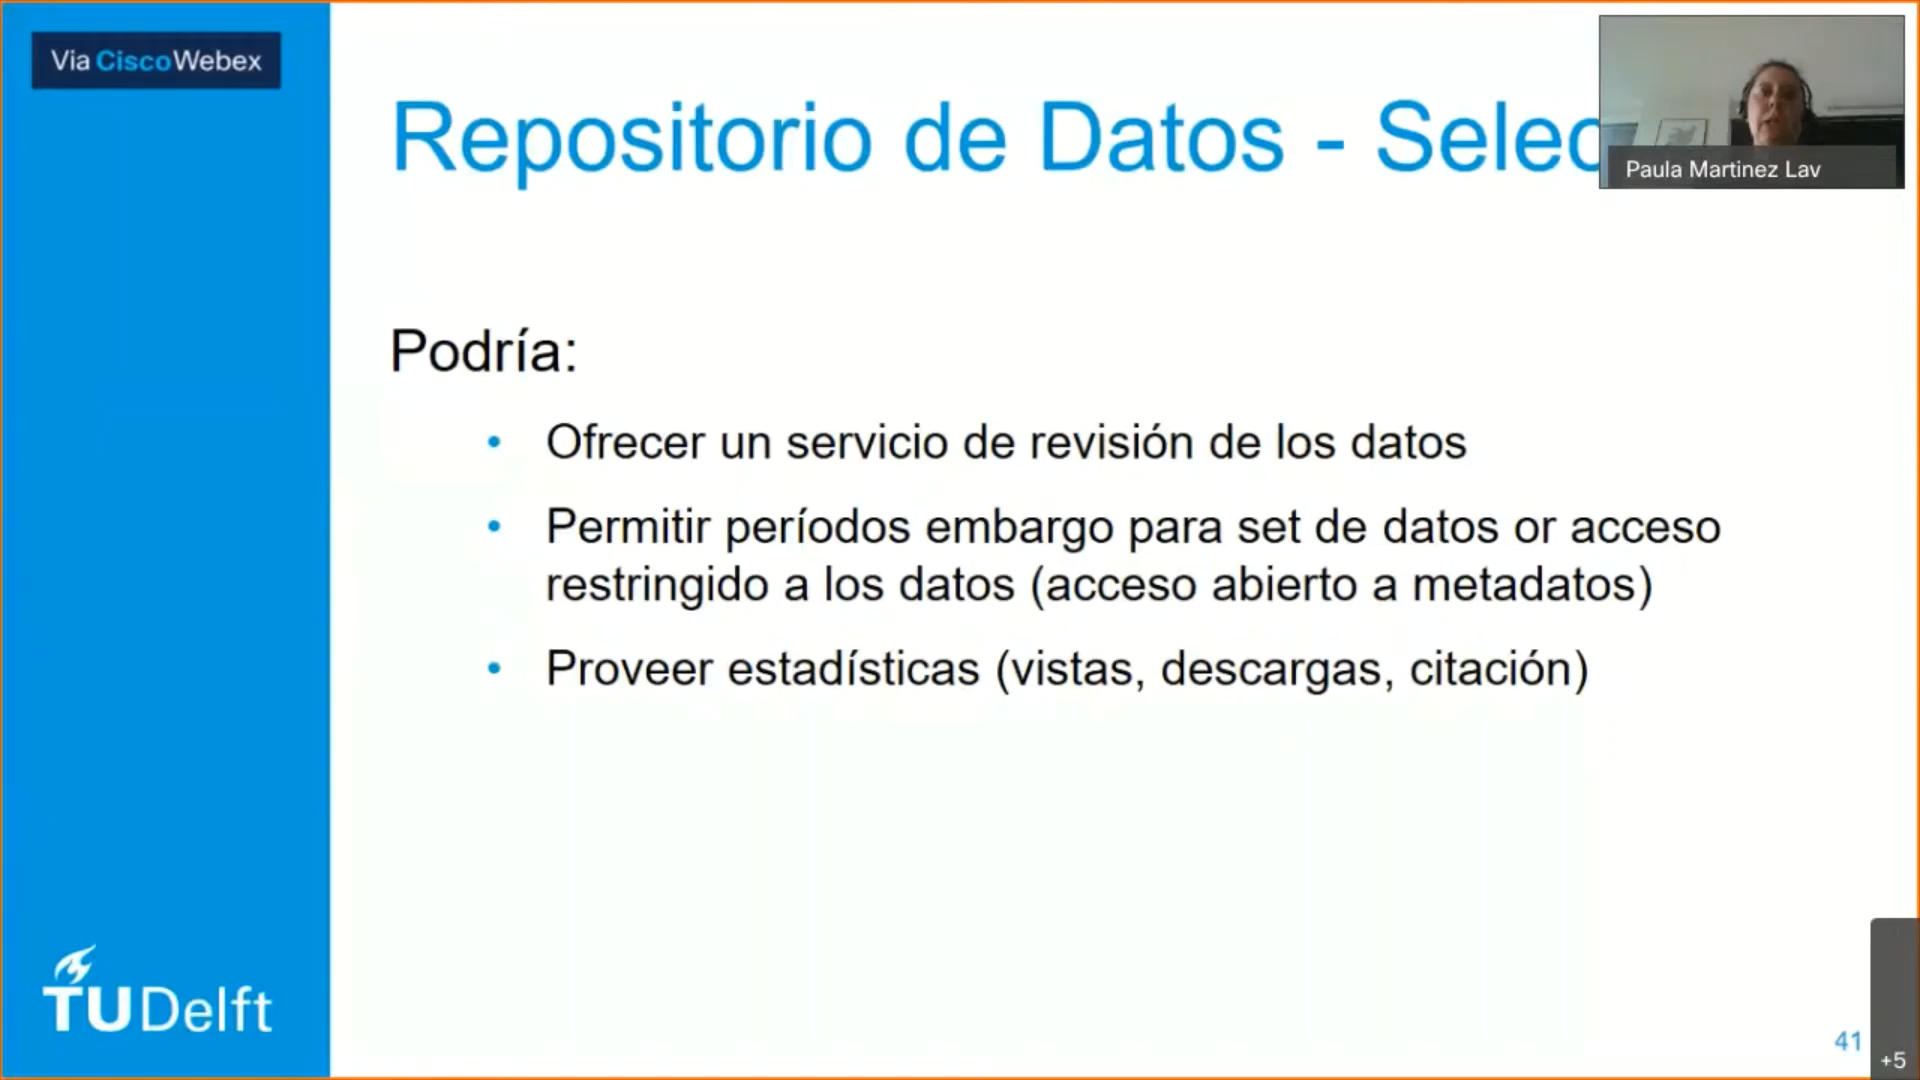 Via CiscoWebex
Repositorio de Datos - Selec
Paula Martinez Lav
Podría:
• Ofrecer un servicio de revisión de los datos
• Permitir períodos embargo para set de datos or acceso
restringido a los datos (acceso abierto a metadatos)
• Proveer estadísticas (vistas, descargas, citación)
TUDelft
41
+5